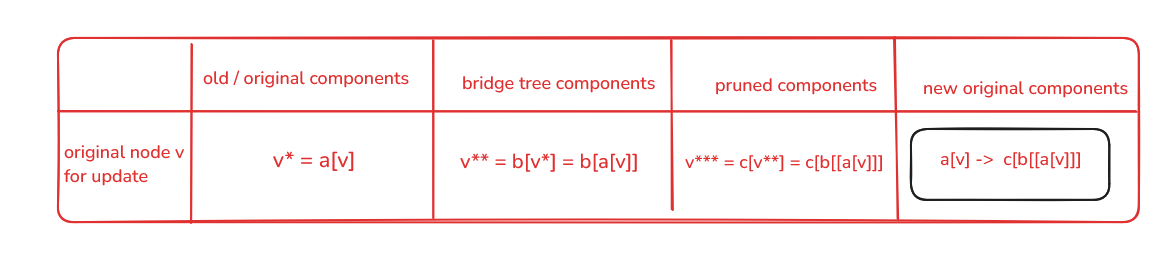 old / original components
bridge tree components
pruned components
new original components
original node v
for update
v* = a[v]
v** = b[v*] = b[a[v]]
v*** = c[v**] = c[b[[a[v]]]
a[v] -> c[b[[a[v]]]